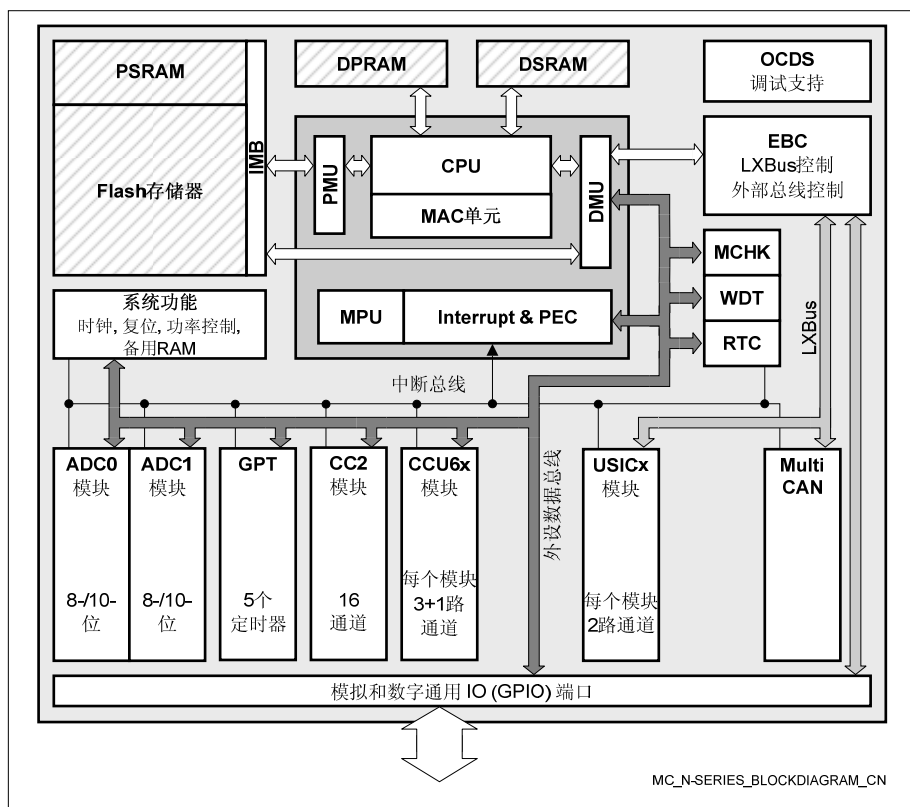 PSRAM
Flash存储器
IMB
DPRAM
DSRAM
OCDS
调试支持
PMU
CPU
MAC单元
DMU
EBC
LXBus控制
外部总线控制
MPU
Interrupt & PEC
MCHK
WDT
RTC
LXBus
系统功能
时钟, 复位, 功率控制,
备用RAM
中断总线
外设数据总线
ADC0
模块
8-/10-
位
ADC1
模块
8-/10-
位
GPT
5个
定时器
CC2
模块
16
通道
CCU6x
模块
每个模块
3+1路
通道
USICx
模块
每个模块
2路通道
Multi
CAN
模拟和数字通用 IO (GPIO) 端口
MC_N-SERIES_BLOCKDIAGRAM_CN